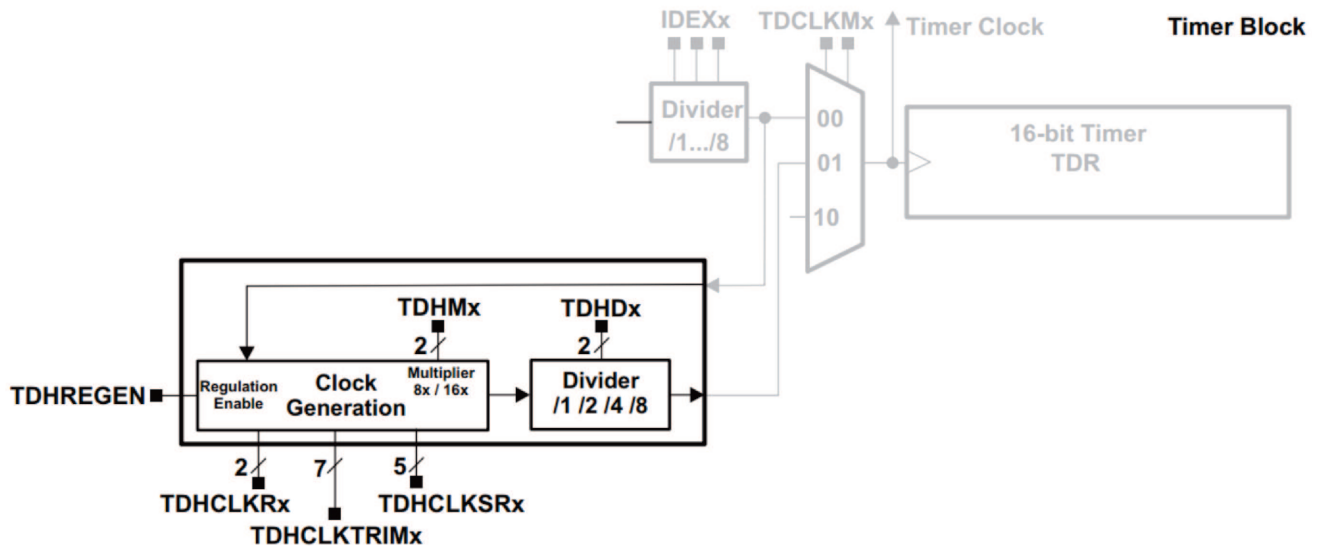 IDEXx
TDCLKMx
Timer Clock
Timer Block
Divider
/1.../8
00
01
10
16-bit Timer
TDR
TDHMx
2
TDHDx
2
TDHREGEN
Regulation
Enable
Clock
Generation
Multiplier
8x / 16x
Divider
/1 /2 /4 /8
2
7
5
TDHCLKRx
TDHCLKSRx
TDHCLKTRIMx